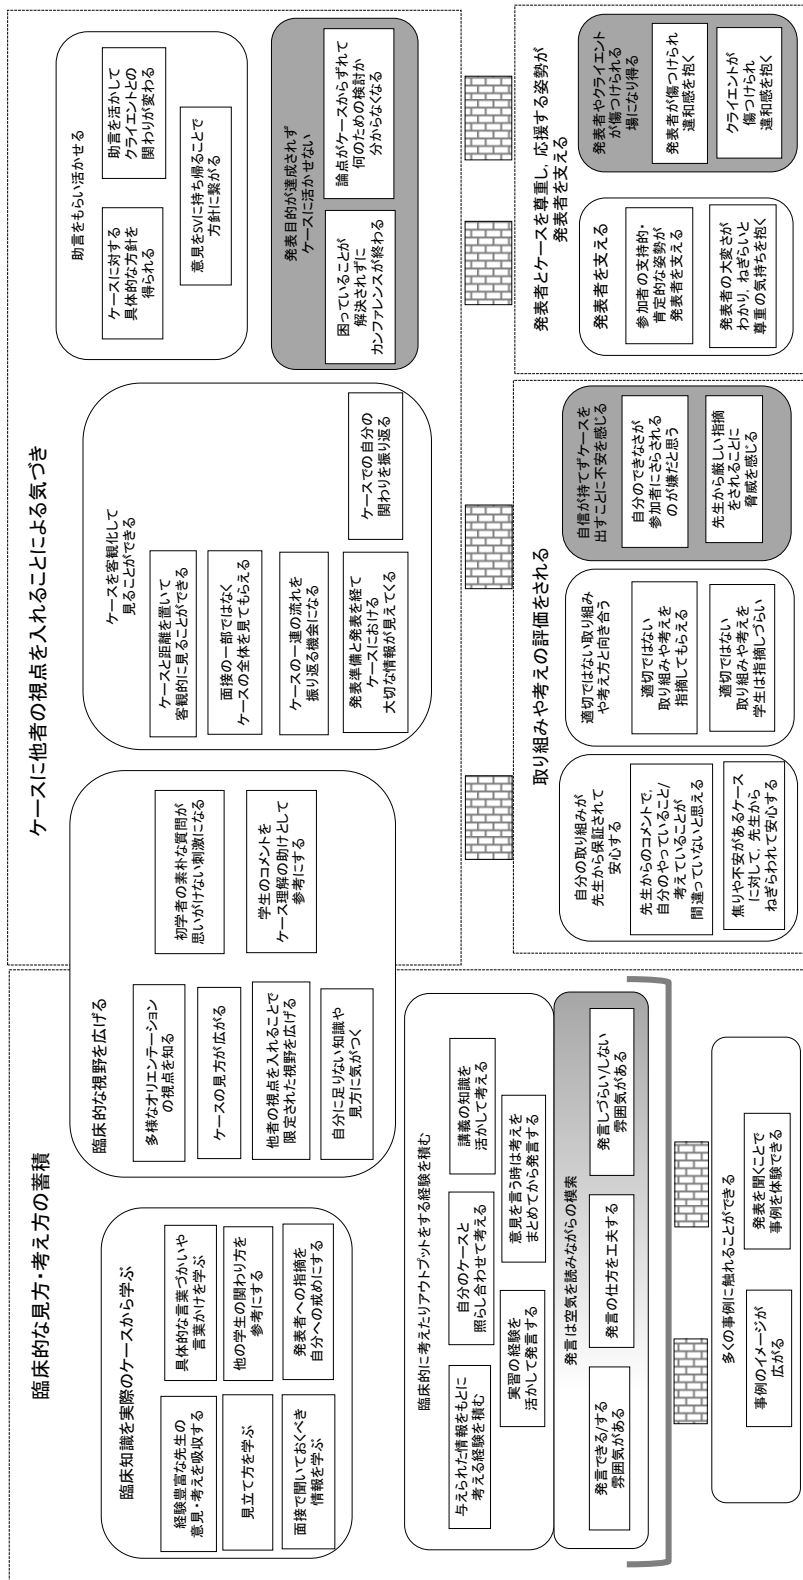 臨床的な見方・考え方の蓄積
臨床知識を実際のケースから学ぶ
経験豊富な先生の
意見・考えを吸収する
具体的な言葉づかいや
言葉かけを学ぶ
見立て方を学ぶ
他の学生の関わり方を
参考にする
面接で聞いておくべき
情報を学ぶ
発表者への指摘を
自分への戒めにする
臨床的な視野を広げる
多様なオリエンテーション
の視点を知る
ケースの見方が広がる
他者の視点を入れることで
限定された視野を広げる
自分に足りない知識や
見方に気がつく
初学者の素朴な質問が
思いがけない刺激になる
学生のコメントを
ケース理解の助けとして
参考にする
臨床的に考えたりアウトプットをする経験を積む
与えられた情報をもとに
考える経験を積む
自分のケースと
照らし合わせて考える
講義の知識を
活かして考える
実習の経験を
活かして発言する
意見を言う時は考えを
まとめてから発言する
発言は空気を読みながらの模索
発言できる/する
雰囲気がある
発言の仕方を工夫する
発言しづらい/しない
雰囲気がある
多くの事例に触れることができる
事例のイメージが
広がる
発表を聞くことで
事例を体験できる
ケースに他者の視点を入れることによる気づき
ケースを客観化して
見ることができる
ケースと距離を置いて
客観的に見ることができる
面接の一部ではなく
ケースの全体を見てもらえる
ケースの一連の流れを
振り返る機会になる
発表準備と発表を経て
ケースにおける
大切な情報が見えてくる
ケースでの自分の
関わりを振り返る
助言をもらい活かせる
ケースに対する
具体的な方針を
得られる
助言を活かして
クライエントとの
関わりが変わる
意見をSVに持ち帰ることで
方針に繋がる
発表目的が達成されず
ケースに活かせない
困っていることが
解決されずに
カンファレンスが終わる
論点がケースからずれて
何のための検討か
分からなくなる
取り組みや考えの評価をされる
自分の取り組みが
先生から保証されて
安心する
先生からのコメントで、
自分のやっていること/
考えていることが
間違っていないと思える
焦りや不安があるケース
に対して、先生から
ねぎらわれて安心する
適切ではない取り組み
や考え方と向き合う
適切ではない
取り組みや考えを
指摘してもらえる
適切ではない
取り組みや考えを
学生は指摘しづらい
自信が持てずケースを
出すことに不安を感じる
自分のできなさが
参加者にさらされる
のが嫌だと思う
先生から厳しい指摘
をされることに
脅威を感じる
発表者とケースを尊重し、応援する姿勢が
発表者を支える
発表者を支える
参加者の支持的・
肯定的な姿勢が
発表者を支える
発表者の大変さが
わかり、ねぎらいと
尊重の気持ちを抱く
発表者やクライエント
が傷つけられる
場になり得る
発表者が傷つけられ
違和感を抱く
クライエントが
傷つけられ
違和感を抱く